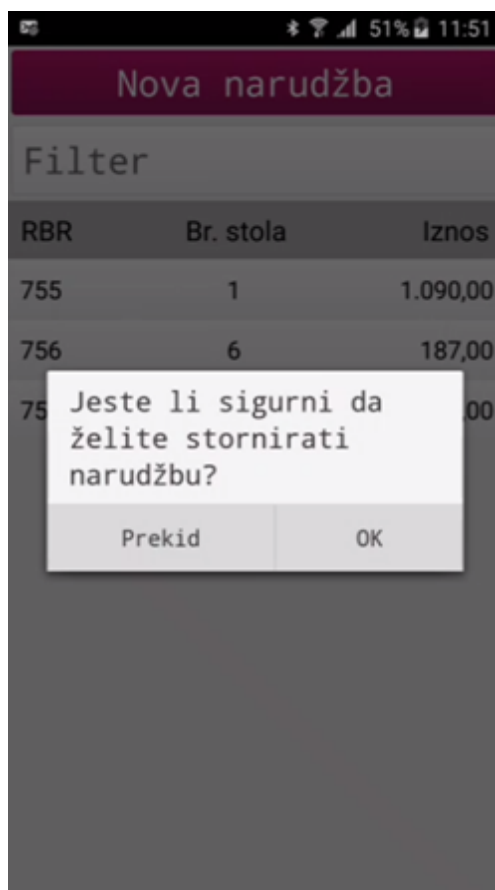 51% 11:51
Nova narudžba
Filter
RBR Br. stola Iznos
755 1 1.090,00
756 6 187,00
Jeste li sigurni da
želite stornirati
narudžbu?
Prekid OK